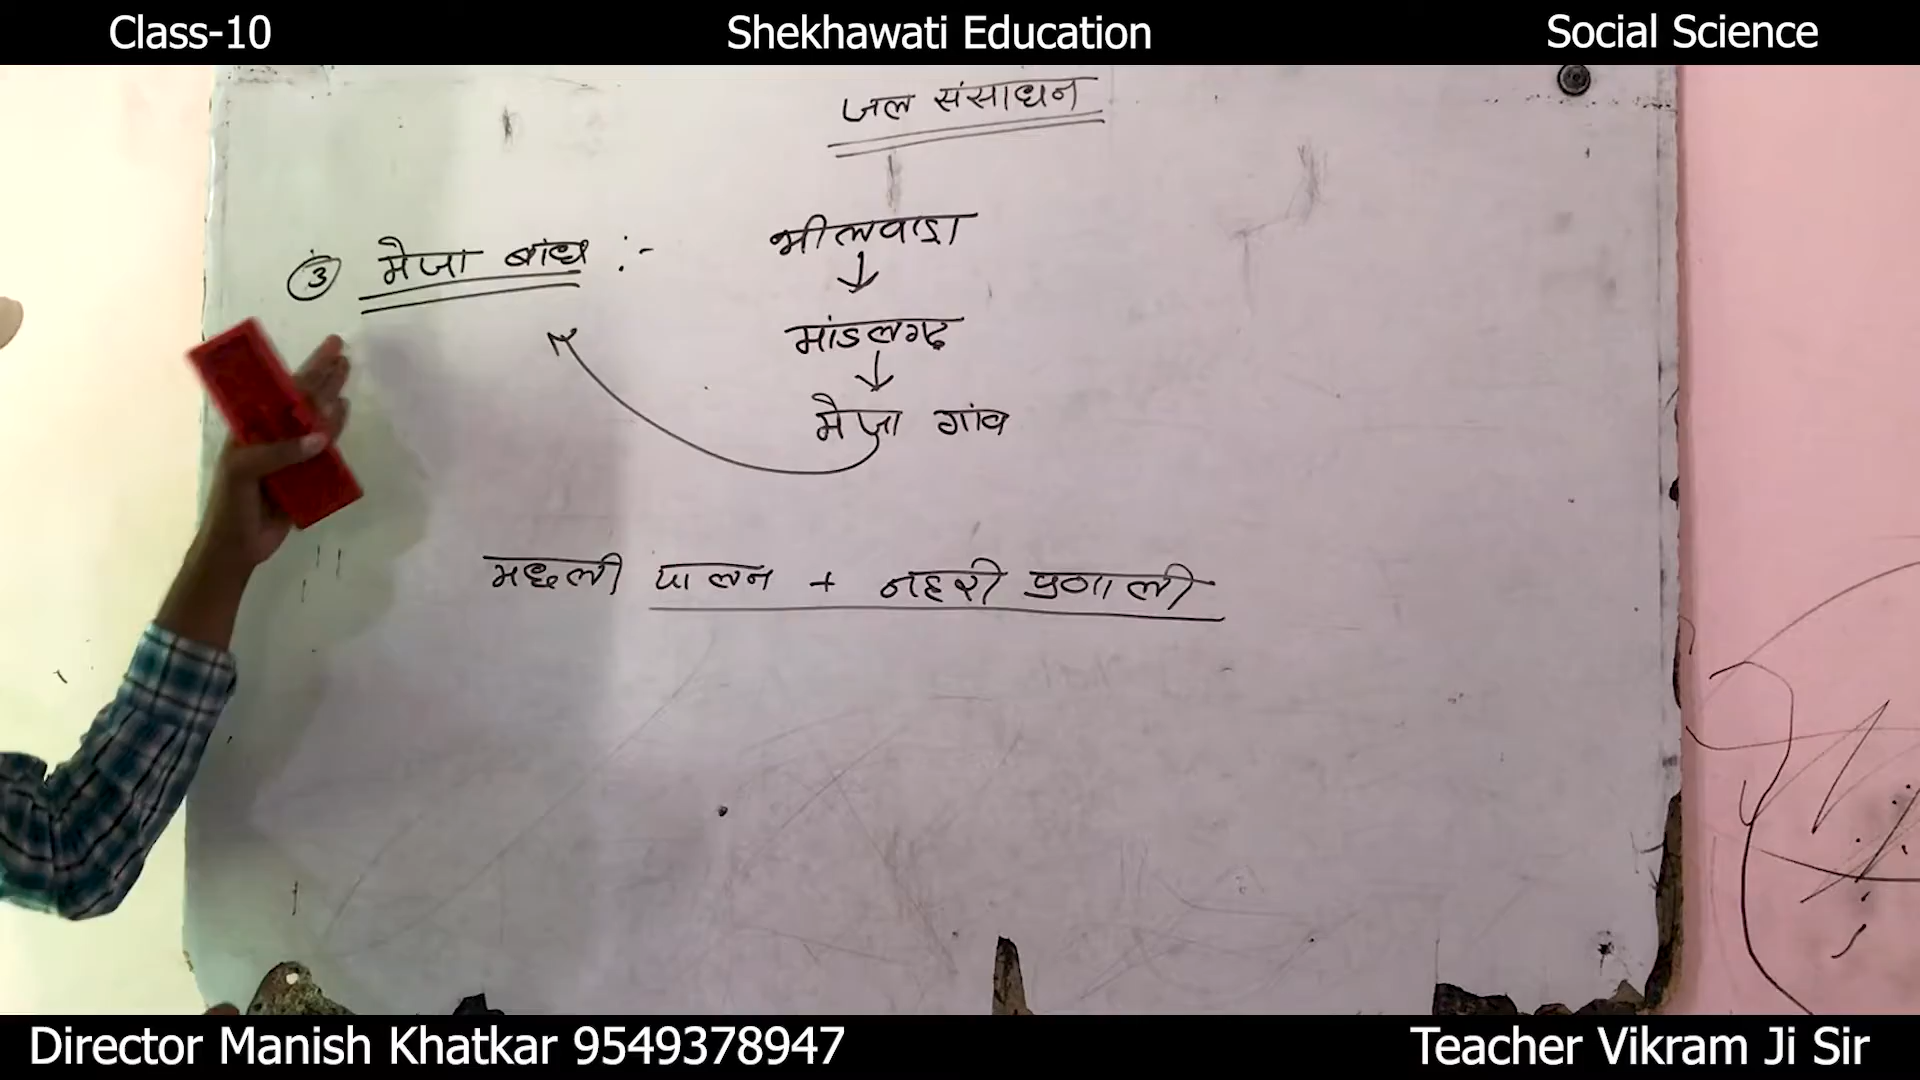 Class-10 Shekhawati Education Social Science
जल संसाधन
③ मैजा बांध :- भीलवाडा
↓
मांडलगढ
↓
मैजा गांव
मछली पालन + नहरी प्रणाली
Director Manish Khatkar 9549378947 Teacher Vikram Ji Sir